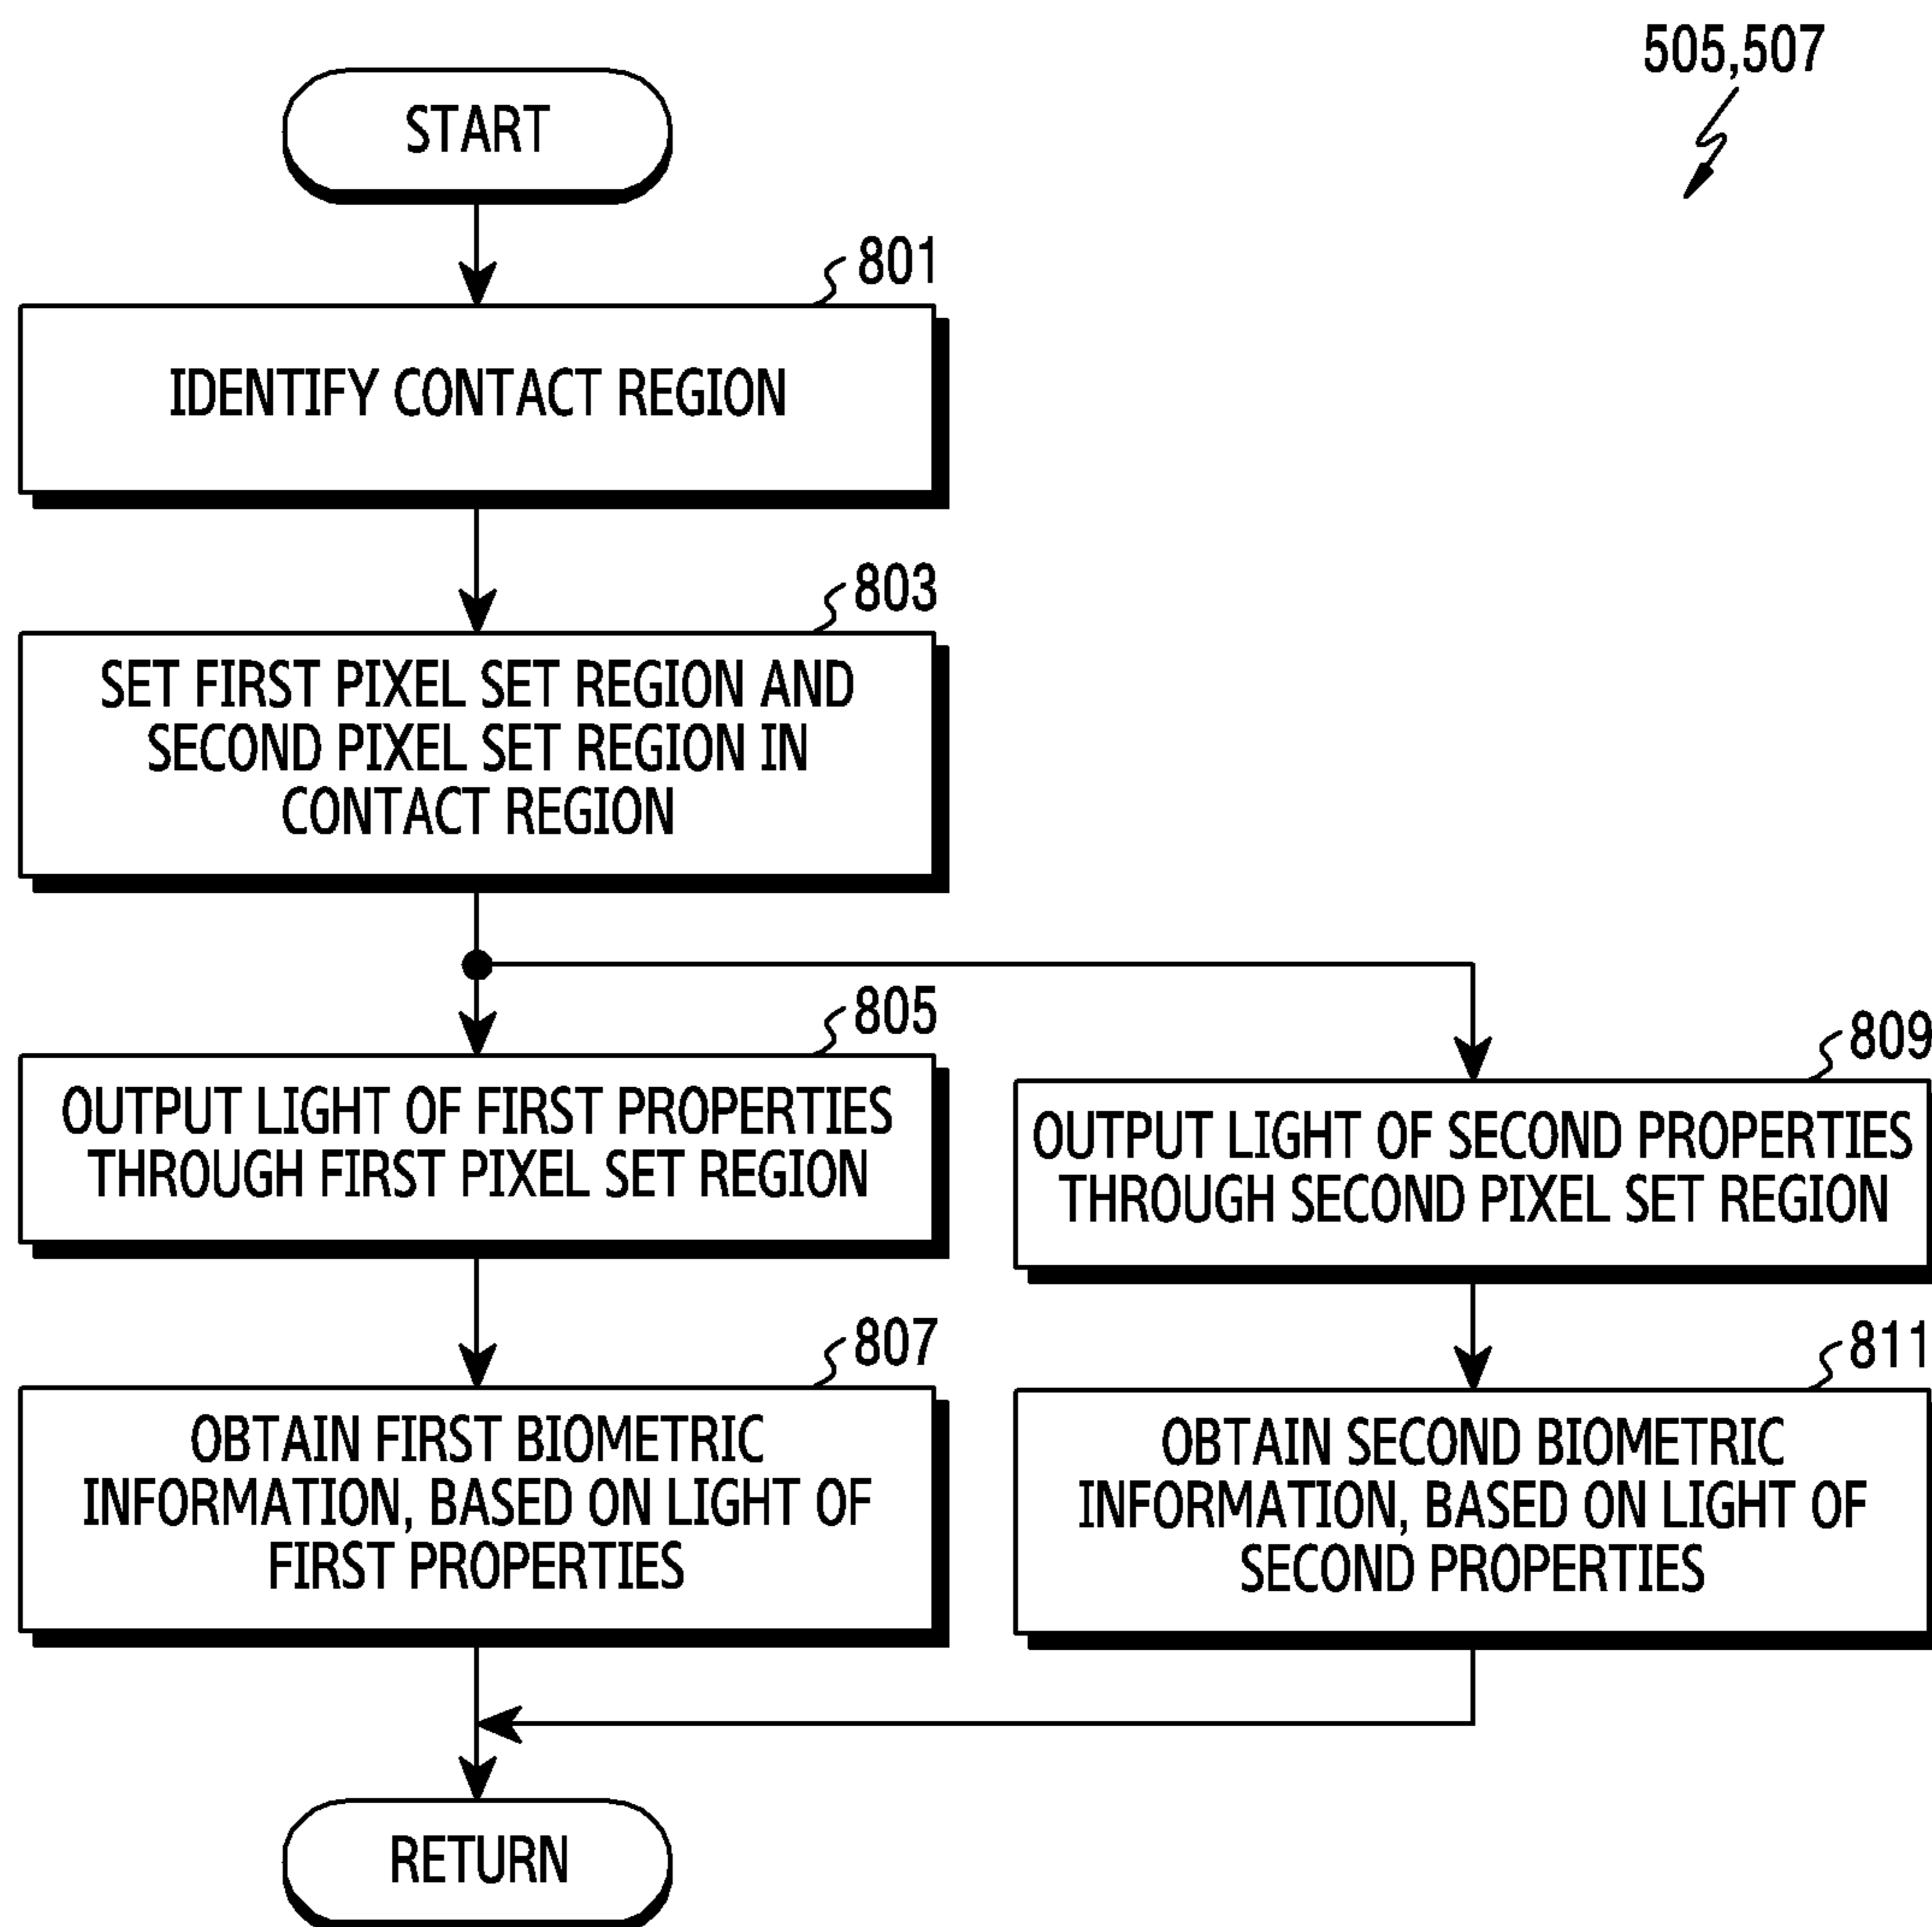 505,507
START
801
IDENTIFY CONTACT REGION
803
SET FIRST PIXEL SET REGION AND
SECOND PIXEL SET REGION IN
CONTACT REGION
805
OUTPUT LIGHT OF FIRST PROPERTIES
THROUGH FIRST PIXEL SET REGION
809
OUTPUT LIGHT OF SECOND PROPERTIES
THROUGH SECOND PIXEL SET REGION
807
OBTAIN FIRST BIOMETRIC
INFORMATION, BASED ON LIGHT OF
FIRST PROPERTIES
811
OBTAIN SECOND BIOMETRIC
INFORMATION, BASED ON LIGHT OF
SECOND PROPERTIES
RETURN